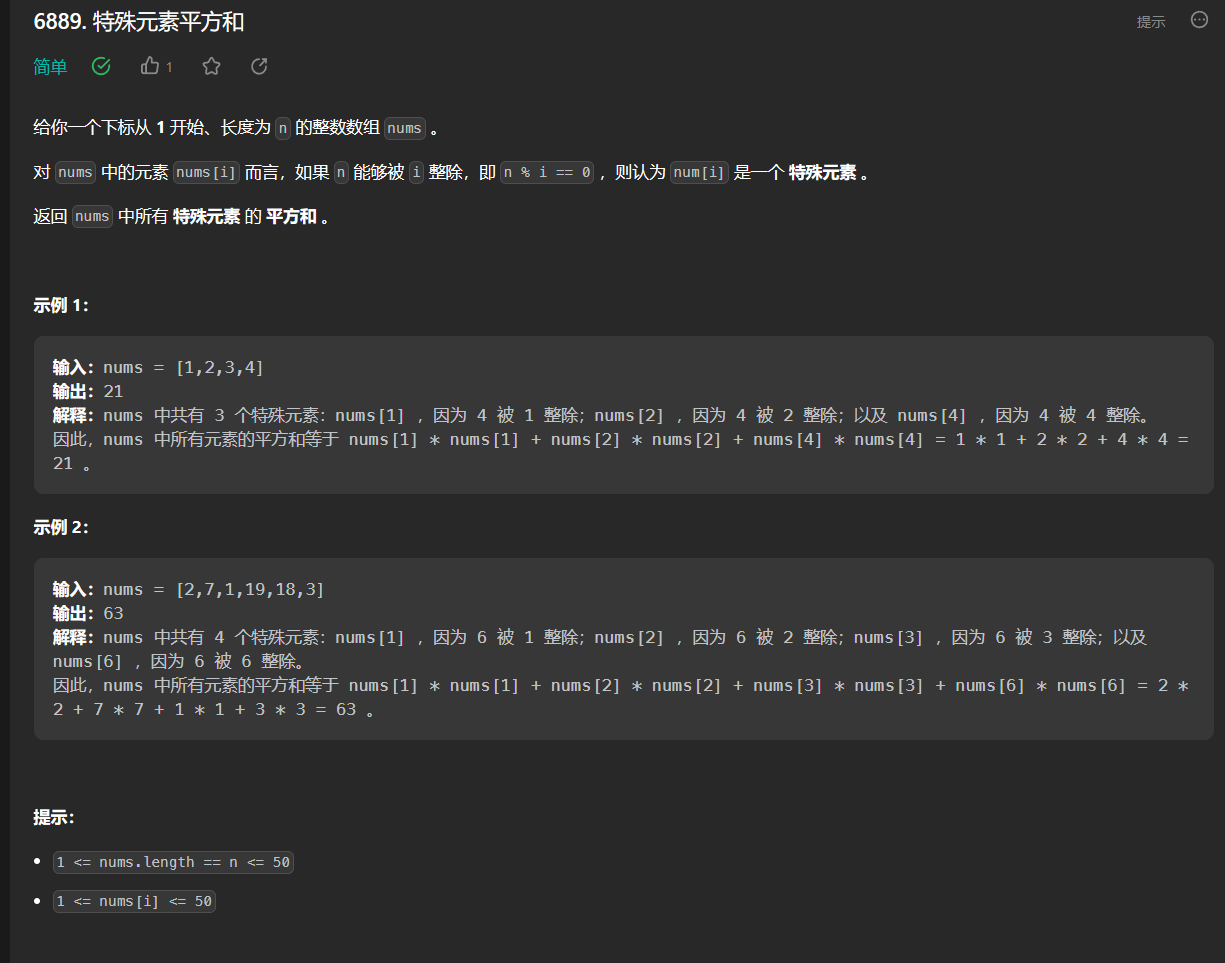 6889. 特殊元素平方和
提示
简单
1
给你一个下标从 1 开始、长度为 n 的整数数组 nums 。
对 nums 中的元素 nums[i] 而言，如果 n 能够被 i 整除，即 n % i == 0 ，则认为 num[i] 是一个 特殊元素 。
返回 nums 中所有 特殊元素 的 平方和 。
示例 1：
输入：nums = [1,2,3,4]
输出：21
解释：nums 中共有 3 个特殊元素：nums[1] ，因为 4 被 1 整除；nums[2] ，因为 4 被 2 整除；以及 nums[4] ，因为 4 被 4 整除。
因此，nums 中所有元素的平方和等于 nums[1] * nums[1] + nums[2] * nums[2] + nums[4] * nums[4] = 1 * 1 + 2 * 2 + 4 * 4 =
21 。
示例 2：
输入：nums = [2,7,1,19,18,3]
输出：63
解释：nums 中共有 4 个特殊元素：nums[1] ，因为 6 被 1 整除；nums[2] ，因为 6 被 2 整除；nums[3] ，因为 6 被 3 整除；以及
nums[6] ，因为 6 被 6 整除。
因此，nums 中所有元素的平方和等于 nums[1] * nums[1] + nums[2] * nums[2] + nums[3] * nums[3] + nums[6] * nums[6] = 2 *
2 + 7 * 7 + 1 * 1 + 3 * 3 = 63 。
提示：
• 1 <= nums.length == n <= 50
• 1 <= nums[i] <= 50